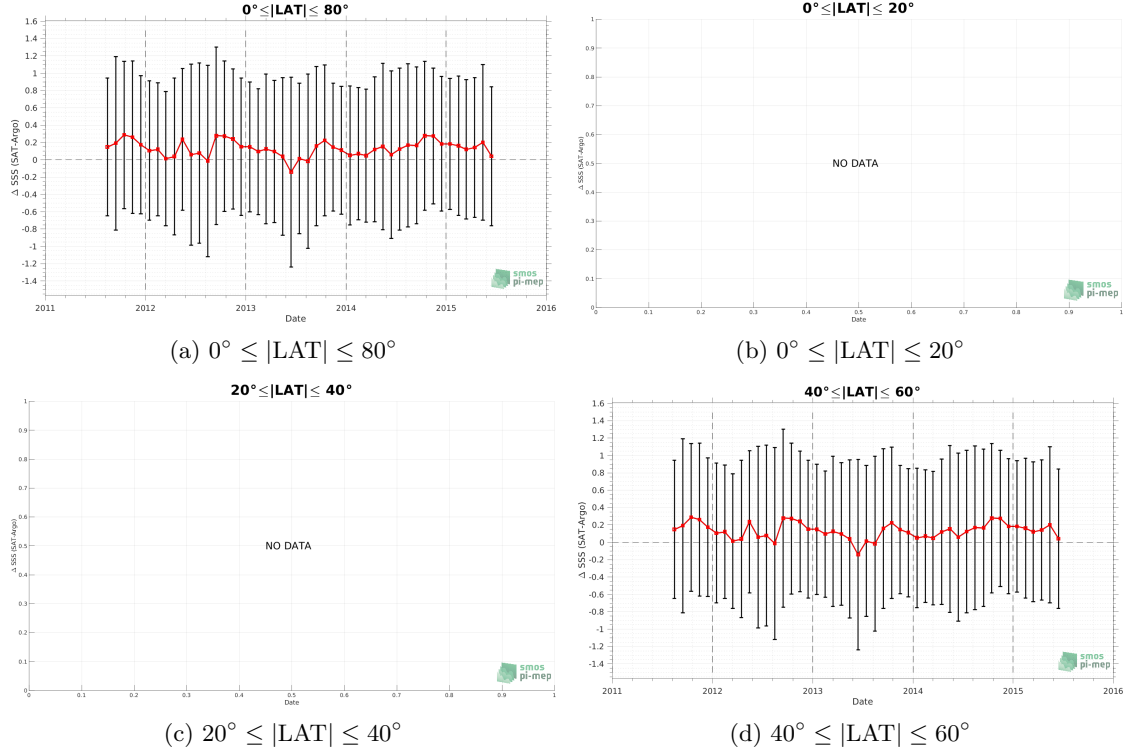 0°≤|LAT|≤ 80°
1.6
1.4
1.2
1
0.8
0.6
0.4
0.2
0
-0.2
-0.4
-0.6
-0.8
-1
-1.2
-1.4
Δ SSS (SAT-Argo)
smos
pi-mep
2011 2012 2013 2014 2015 2016
Date
(a) 0° ≤ |LAT| ≤ 80°
0°≤|LAT|≤ 20°
1
0.9
0.8
0.7
0.6
0.5
0.4
0.3
0.2
0.1
0
Δ SSS (SAT-Argo)
NO DATA
smos
pi-mep
0 0.1 0.2 0.3 0.4 0.5 0.6 0.7 0.8 0.9 1
Date
(b) 0° ≤ |LAT| ≤ 20°
20°≤|LAT|≤ 40°
1
0.9
0.8
0.7
0.6
0.5
0.4
0.3
0.2
0.1
0
Δ SSS (SAT-Argo)
NO DATA
smos
pi-mep
0 0.1 0.2 0.3 0.4 0.5 0.6 0.7 0.8 0.9 1
Date
(c) 20° ≤ |LAT| ≤ 40°
40°≤|LAT|≤ 60°
1.6
1.4
1.2
1
0.8
0.6
0.4
0.2
0
-0.2
-0.4
-0.6
-0.8
-1
-1.2
-1.4
Δ SSS (SAT-Argo)
smos
pi-mep
2011 2012 2013 2014 2015 2016
Date
(d) 40° ≤ |LAT| ≤ 60°